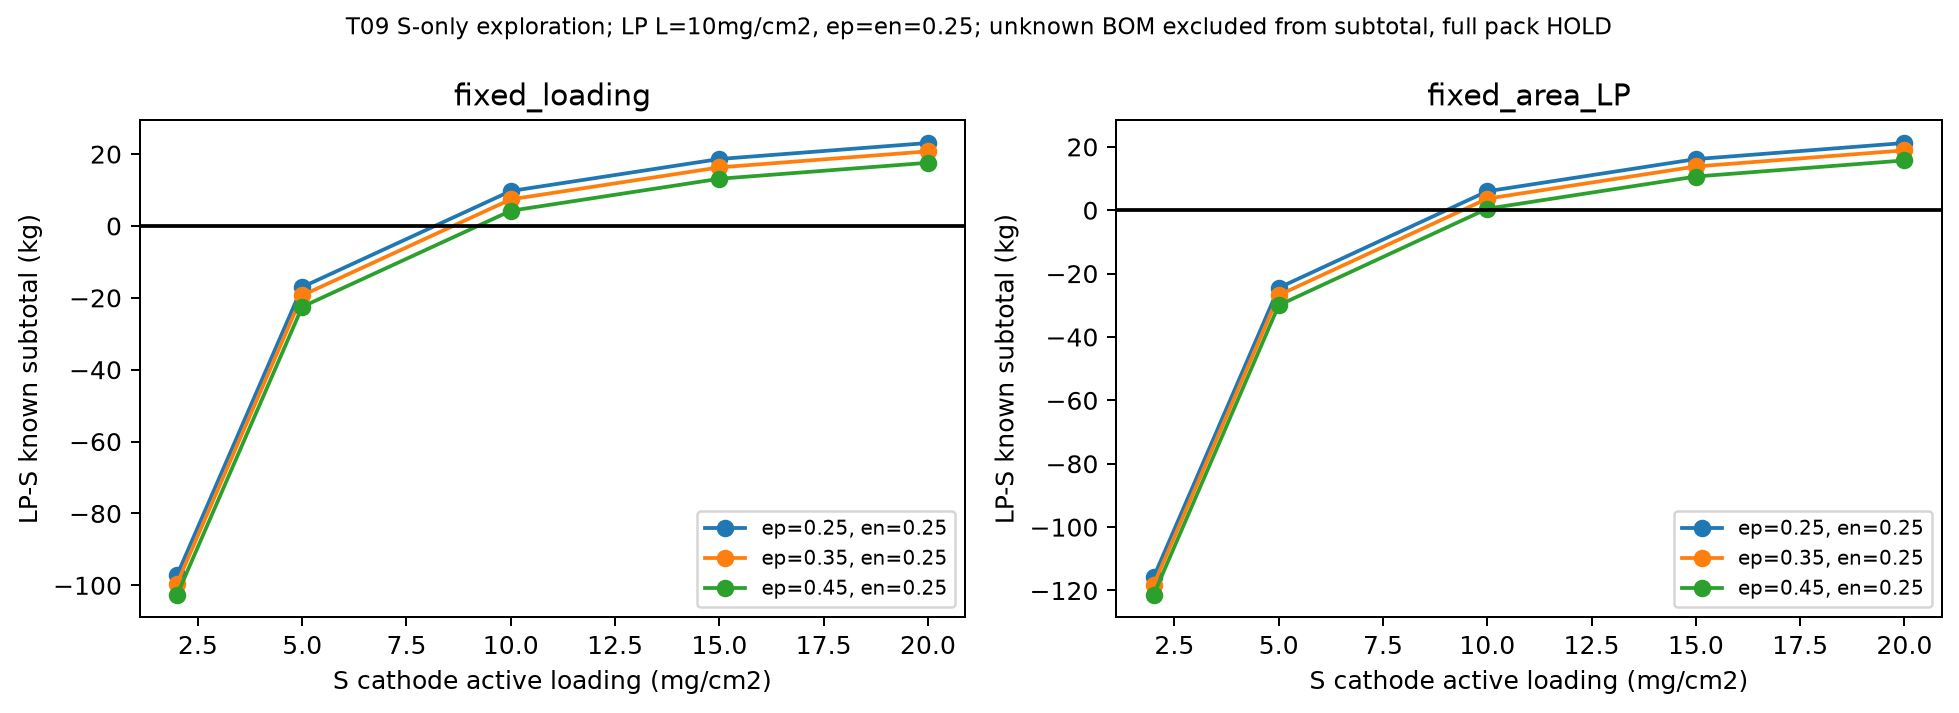 T09 S-only exploration; LP L=10mg/cm2, ep=en=0.25; unknown BOM excluded from subtotal, full pack HOLD
fixed_loading
LP-S known subtotal (kg)
20
0
−20
−40
−60
−80
−100
2.5 5.0 7.5 10.0 12.5 15.0 17.5 20.0
S cathode active loading (mg/cm2)
ep=0.25, en=0.25
ep=0.35, en=0.25
ep=0.45, en=0.25
fixed_area_LP
LP-S known subtotal (kg)
20
0
−20
−40
−60
−80
−100
−120
2.5 5.0 7.5 10.0 12.5 15.0 17.5 20.0
S cathode active loading (mg/cm2)
ep=0.25, en=0.25
ep=0.35, en=0.25
ep=0.45, en=0.25